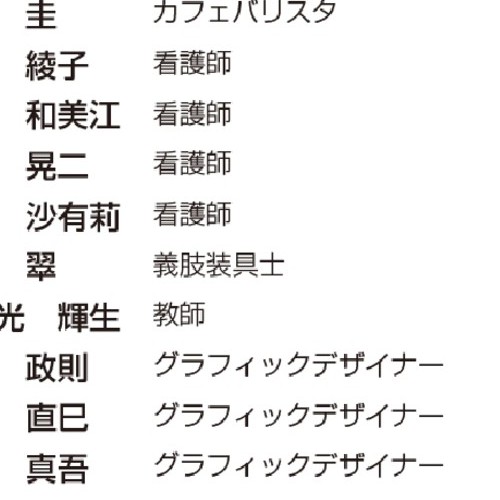 圭 カフェバリスタ
綾子 看護師
和美江 看護師
晃二 看護師
沙有莉 看護師
翠 義肢装具士
光 輝生 教師
政則 グラフィックデザイナー
直巳 グラフィックデザイナー
真吾 グラフィックデザイナー